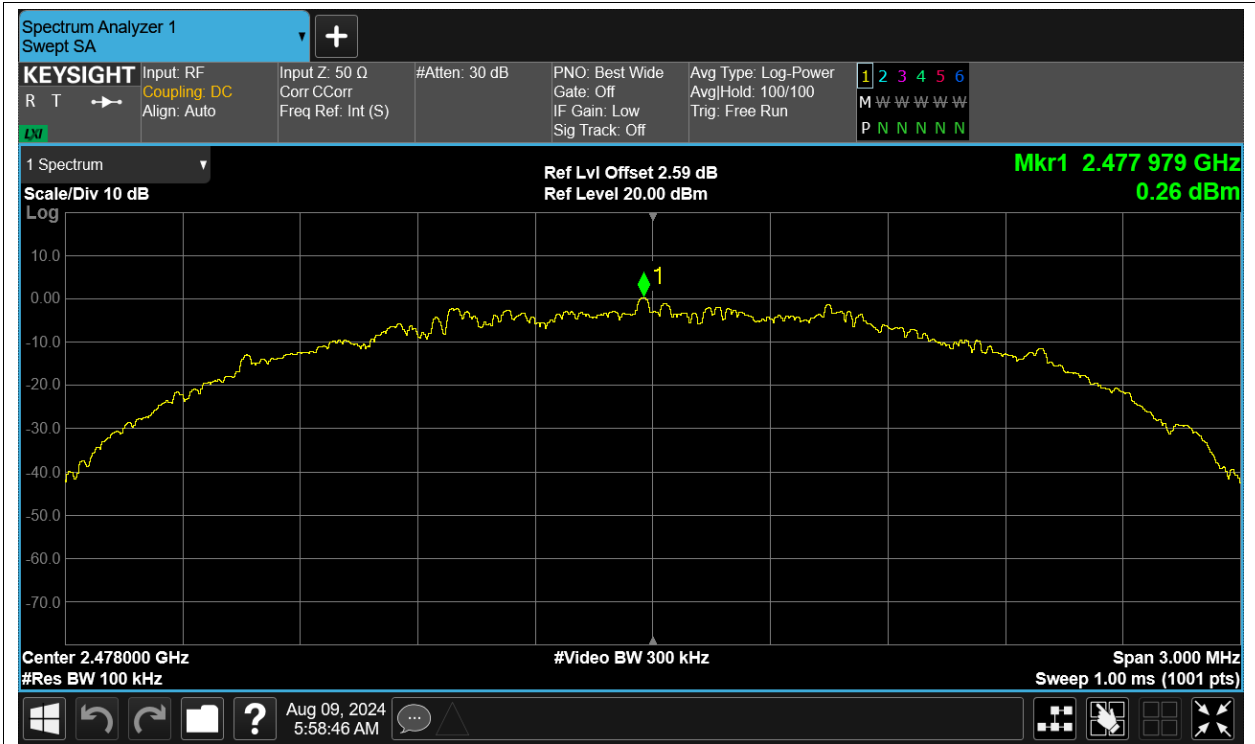 Spectrum Analyzer 1
Swept SA
KEYSIGHT
R T
LXI
Input: RF
Coupling: DC
Align: Auto
Input Z: 50 Ω
Corr CCorr
Freq Ref: Int (S)
#Atten: 30 dB
PNO: Best Wide
Gate: Off
IF Gain: Low
Sig Track: Off
Avg Type: Log-Power
Avg|Hold: 100/100
Trig: Free Run
1 2 3 4 5 6
M W W W W W
P N N N N N
1 Spectrum
Scale/Div 10 dB
Log
Ref Lvl Offset 2.59 dB
Ref Level 20.00 dBm
Mkr1 2.477 979 GHz
0.26 dBm
10.0
0.00
-10.0
-20.0
-30.0
-40.0
-50.0
-60.0
-70.0
1
Center 2.478000 GHz
#Res BW 100 kHz
#Video BW 300 kHz
Span 3.000 MHz
Sweep 1.00 ms (1001 pts)
?
Aug 09, 2024
5:58:46 AM